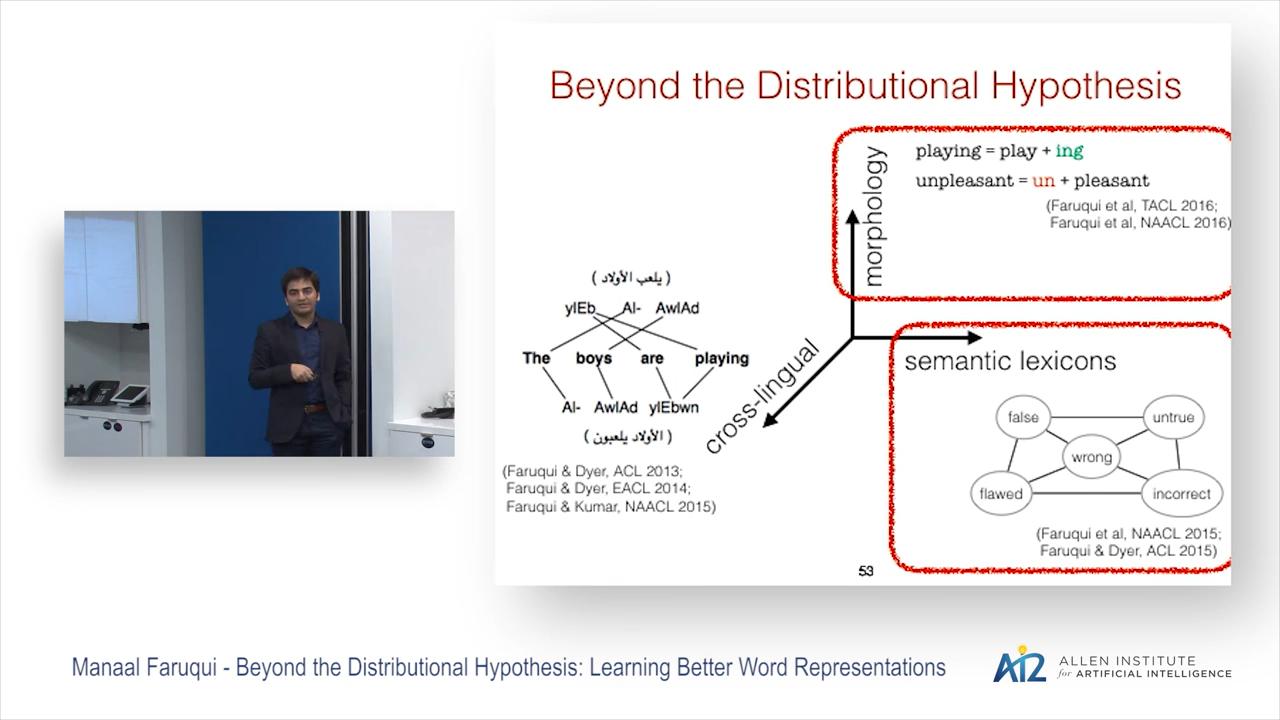 Beyond the Distributional Hypothesis
morphology
playing = play + ing
unpleasant = un + pleasant
(Faruqui et al, TACL 2016;
Faruqui et al, NAACL 2016)
( يلعب الأولاد )
ylEb Al- AwlAd
The boys are playing
Al- AwlAd ylEbwn
( الأولاد يلعبون )
(Faruqui & Dyer, ACL 2013;
Faruqui & Dyer, EACL 2014;
Faruqui & Kumar, NAACL 2015)
cross-lingual
semantic lexicons
false untrue
wrong
flawed incorrect
(Faruqui et al, NAACL 2015;
Faruqui & Dyer, ACL 2015)
53
Manaal Faruqui - Beyond the Distributional Hypothesis: Learning Better Word Representations
AI2 ALLEN INSTITUTE
for ARTIFICIAL INTELLIGENCE